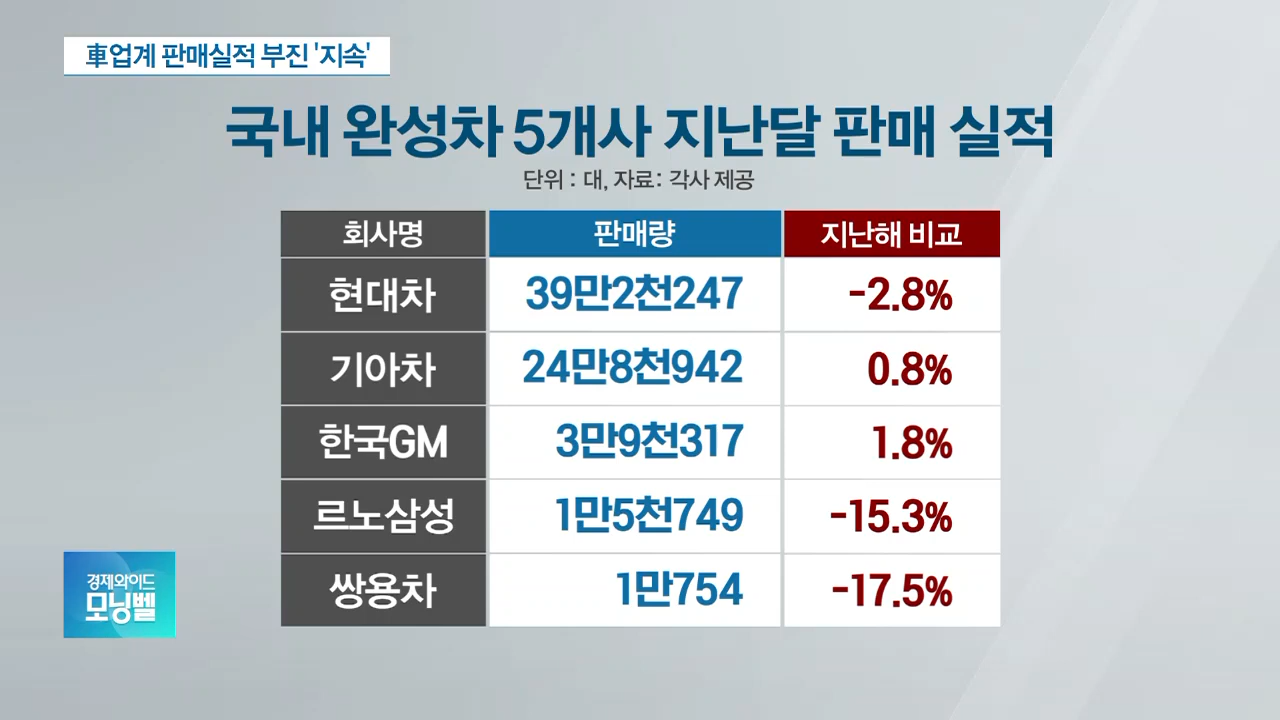 車업계 판매실적 부진 '지속'
국내 완성차 5개사 지난달 판매 실적
단위 : 대, 자료: 각사 제공
회사명 판매량 지난해 비교
현대차 39만2천247 -2.8%
기아차 24만8천942 0.8%
한국GM 3만9천317 1.8%
르노삼성 1만5천749 -15.3%
쌍용차 1만754 -17.5%
경제와이드
모닝벨